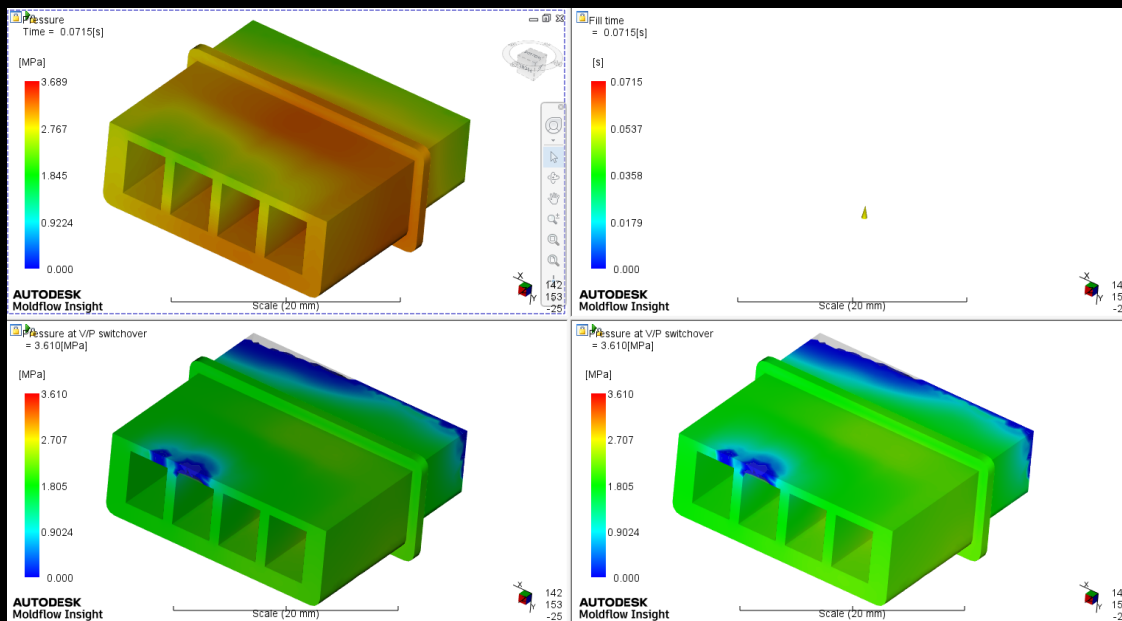 Pressure
Time = 0.0715[s]
[MPa]
3.689
2.767
1.845
0.9224
0.000
AUTODESK
Moldflow Insight
Scale (20 mm)
X
Y
142
153
-25
Fill time
= 0.0715[s]
[s]
0.0715
0.0537
0.0358
0.0179
0.000
AUTODESK
Moldflow Insight
Scale (20 mm)
X
Y
Pressure at V/P switchover
= 3.610[MPa]
[MPa]
3.610
2.707
1.805
0.9024
0.000
AUTODESK
Moldflow Insight
Scale (20 mm)
X
Y
142
153
-25
Pressure at V/P switchover
= 3.610[MPa]
[MPa]
3.610
2.707
1.805
0.9024
0.000
AUTODESK
Moldflow Insight
Scale (20 mm)
X
Y